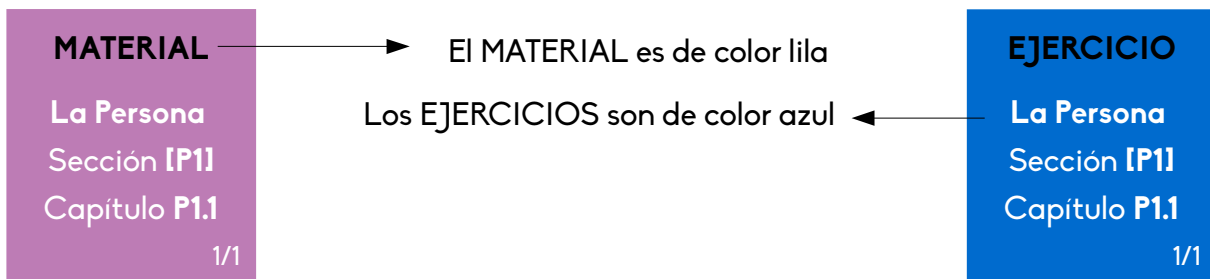 MATERIAL
La Persona
Sección [P1]
Capítulo P1.1
1/1
El MATERIAL es de color lila
Los EJERCICIOS son de color azul
EJERCICIO
La Persona
Sección [P1]
Capítulo P1.1
1/1